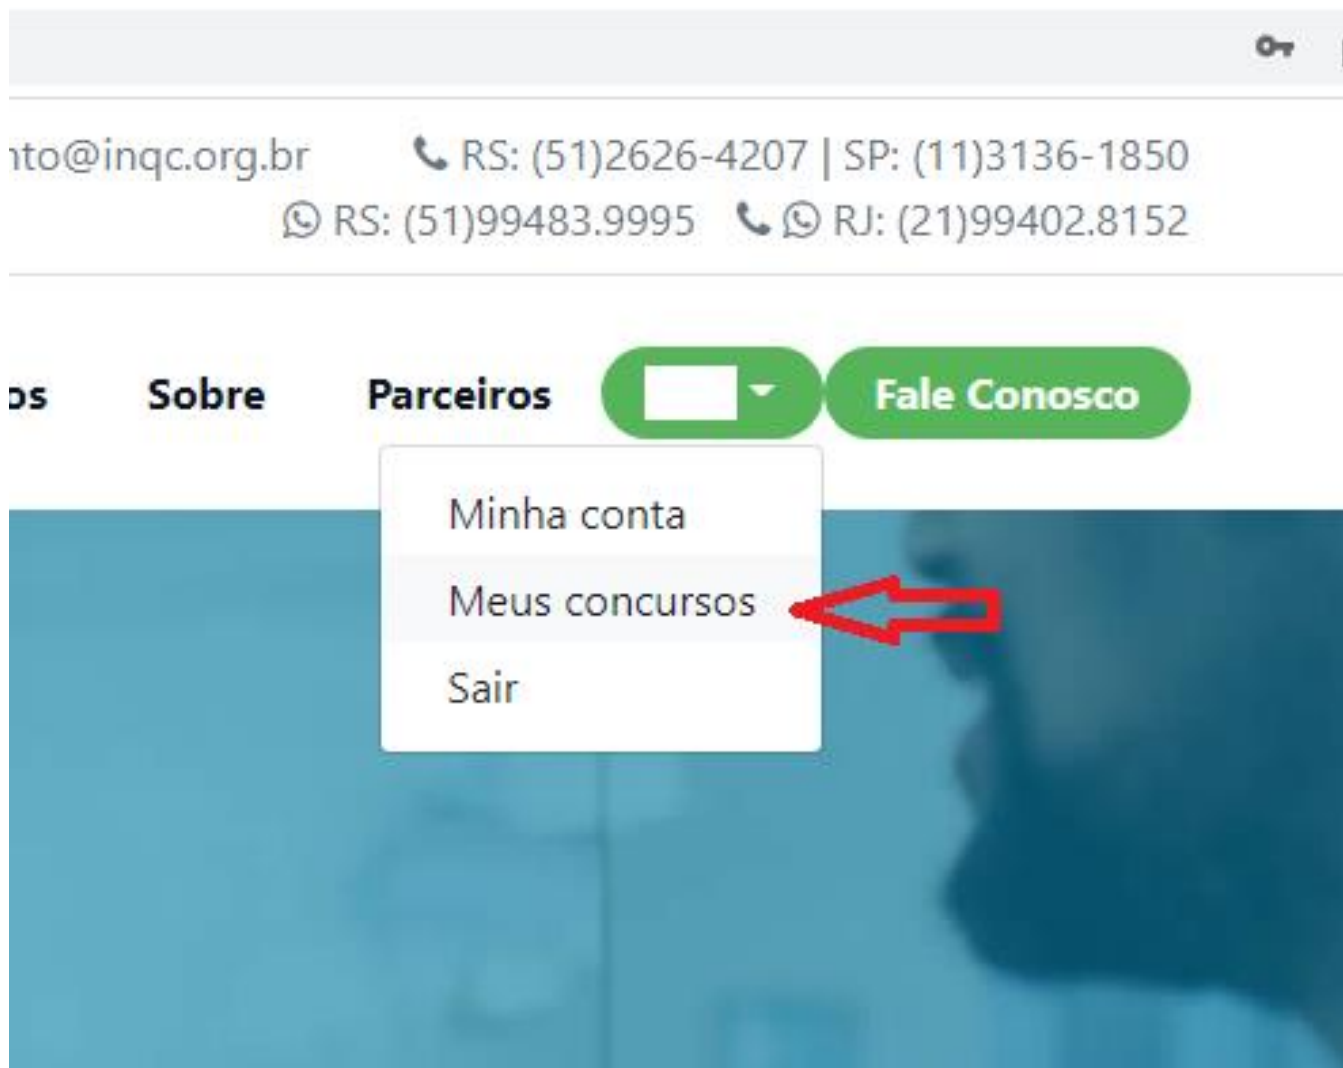 nto@inqc.org.br RS: (51)2626-4207 | SP: (11)3136-1850
RS: (51)99483.9995 RJ: (21)99402.8152
os Sobre Parceiros Fale Conosco
Minha conta
Meus concursos
Sair